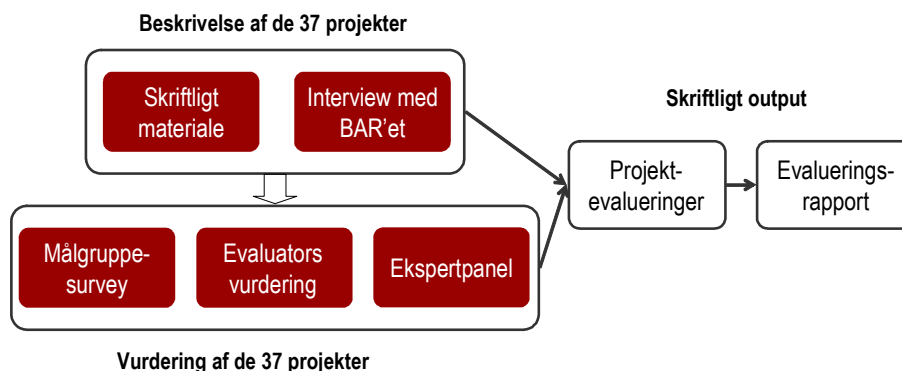 Beskrivelse af de 37 projekter
Skriftligt
materiale
Interview med
BAR'et
Skriftligt output
Projekt-
evalueringer
Evaluerings-
rapport
Målgruppe-
survey
Evaluators
vurdering
Ekspertpanel
Vurdering af de 37 projekter